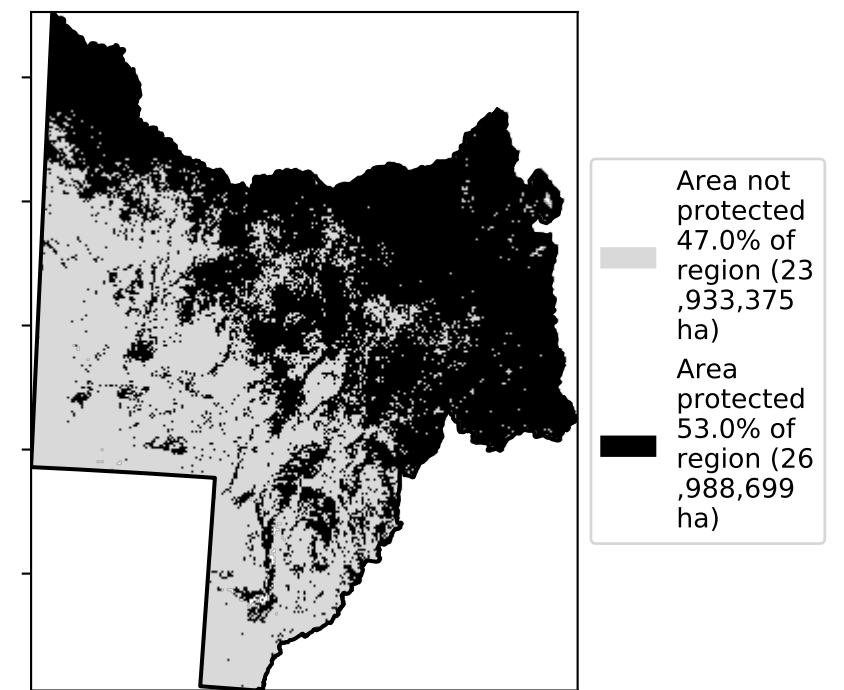 Area not
protected
47.0% of
region (23
,933,375
ha)
Area
protected
53.0% of
region (26
,988,699
ha)